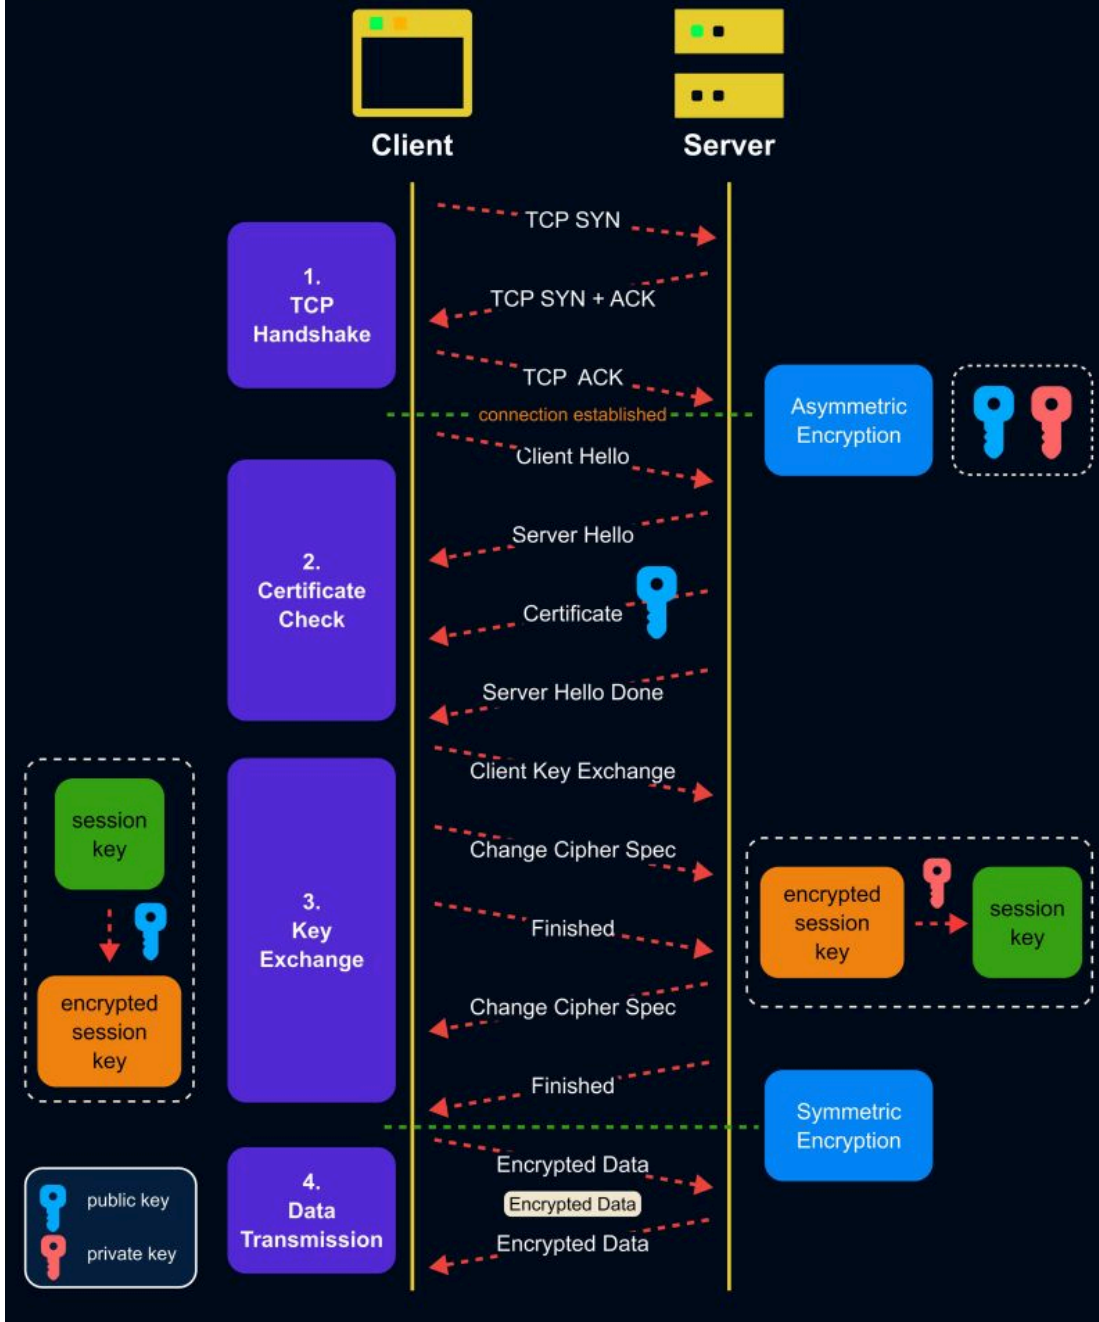 Client
Server
TCP SYN
1.
TCP
Handshake
TCP SYN + ACK
TCP ACK
connection established
Asymmetric
Encryption
Client Hello
2.
Certificate
Check
Server Hello
Certificate
Server Hello Done
3.
Key
Exchange
Client Key Exchange
session
key
encrypted
session
key
Change Cipher Spec
encrypted
session
key
session
key
Finished
Change Cipher Spec
Finished
Symmetric
Encryption
4.
Data
Transmission
Encrypted Data
Encrypted Data
Encrypted Data
public key
private key